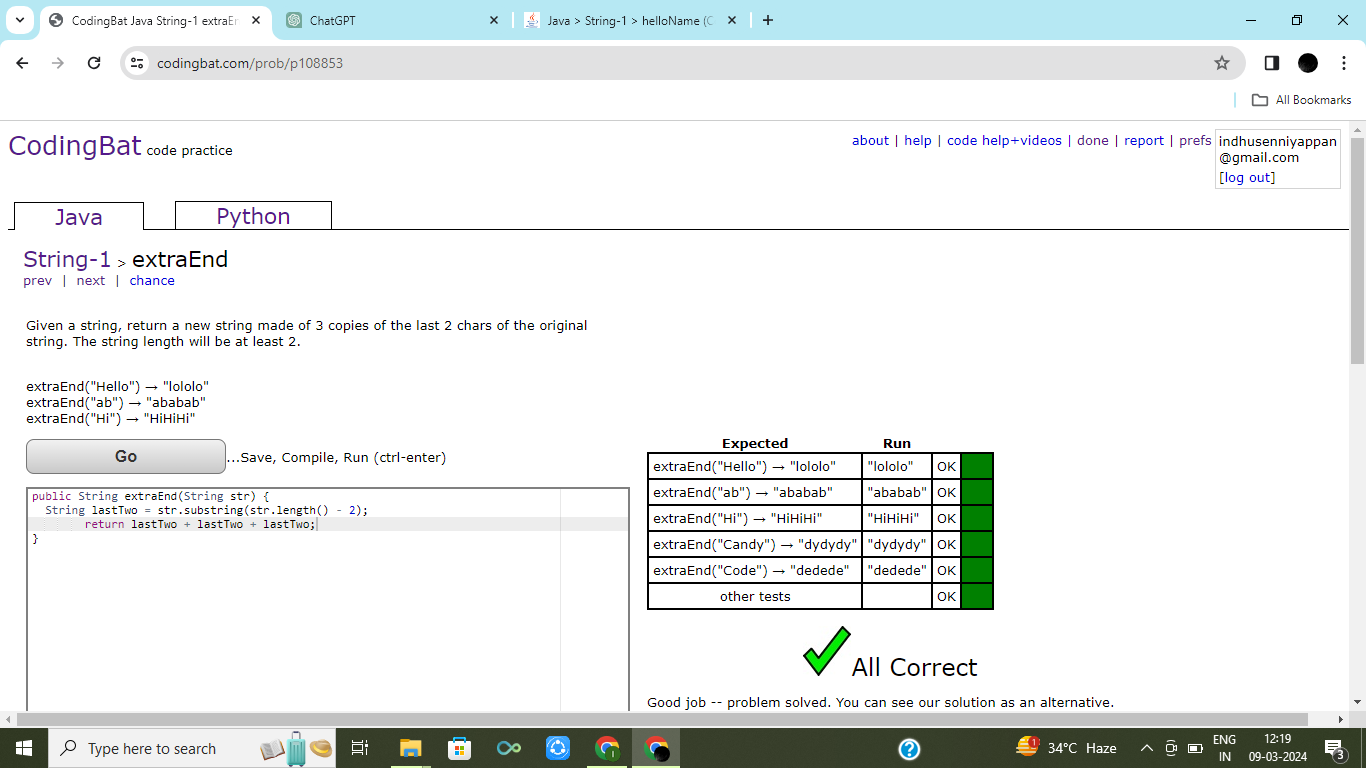 CodingBat Java String-1 extraEr
ChatGPT
Java > String-1 > helloName (C
codingbat.com/prob/p108853
All Bookmarks
CodingBat code practice
about | help | code help+videos | done | report | prefs
indhusenniyappan
@gmail.com
[log out]
Java
Python
String-1 > extraEnd
prev | next | chance
Given a string, return a new string made of 3 copies of the last 2 chars of the original
string. The string length will be at least 2.
extraEnd("Hello") → "lololo"
extraEnd("ab") → "ababab"
extraEnd("Hi") → "HiHiHi"
Go
...Save, Compile, Run (ctrl-enter)
public String extraEnd(String str) {
String lastTwo = str.substring(str.length() - 2);
return lastTwo + lastTwo + lastTwo;
}
Expected Run
extraEnd("Hello") → "lololo" "lololo" OK
extraEnd("ab") → "ababab" "ababab" OK
extraEnd("Hi") → "HiHiHi" "HiHiHi" OK
extraEnd("Candy") → "dydydy" "dydydy" OK
extraEnd("Code") → "dedede" "dedede" OK
other tests OK
All Correct
Good job -- problem solved. You can see our solution as an alternative.
Type here to search
1
34°C Haze
ENG
IN
12:19
09-03-2024
3